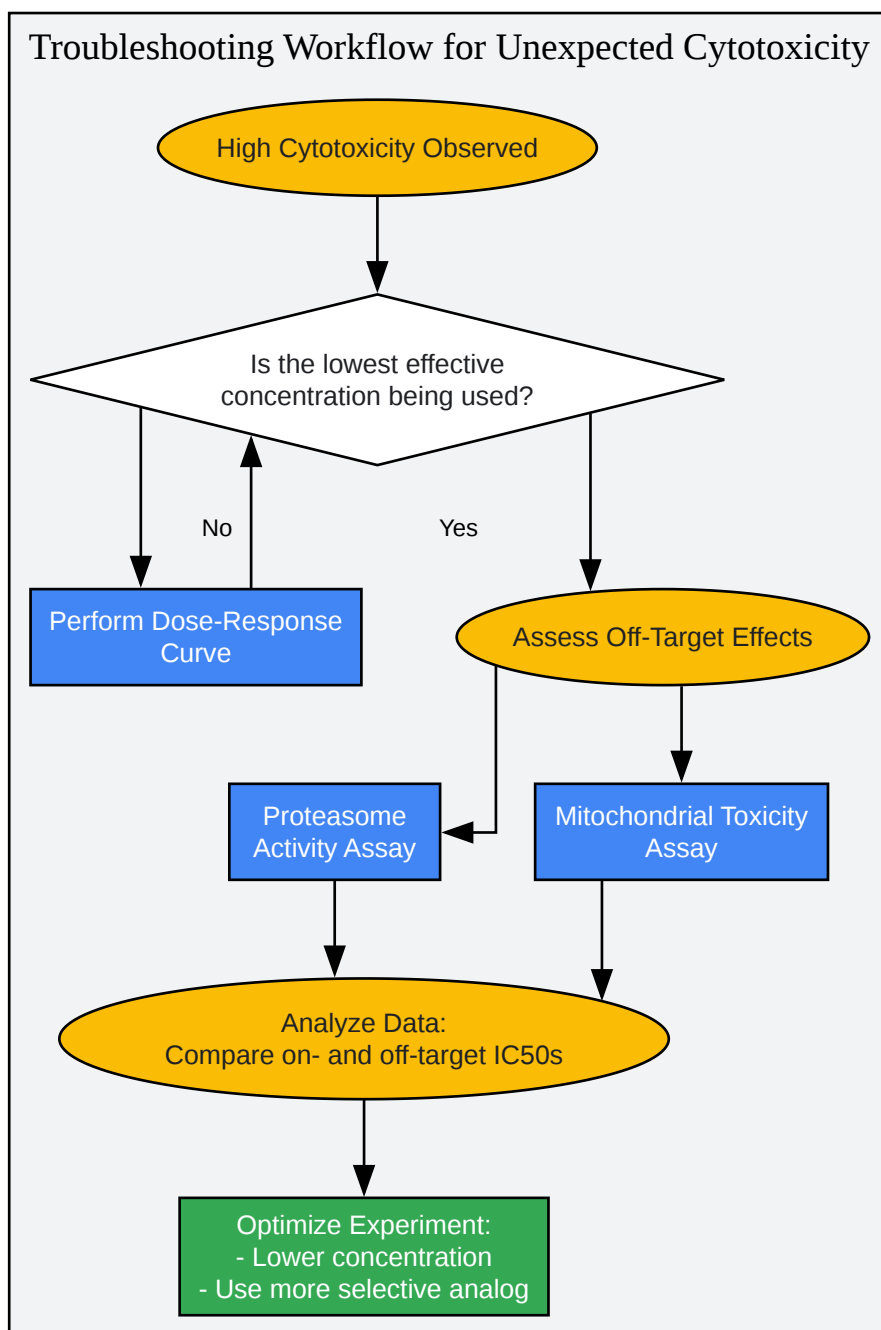 Troubleshooting Workflow for Unexpected Cytotoxicity
High Cytotoxicity Observed
Is the lowest effective
concentration being used?
No
Yes
Perform Dose-Response
Curve
Assess Off-Target Effects
Proteasome
Activity Assay
Mitochondrial Toxicity
Assay
Analyze Data:
Compare on- and off-target IC50s
Optimize Experiment:
- Lower concentration
- Use more selective analog